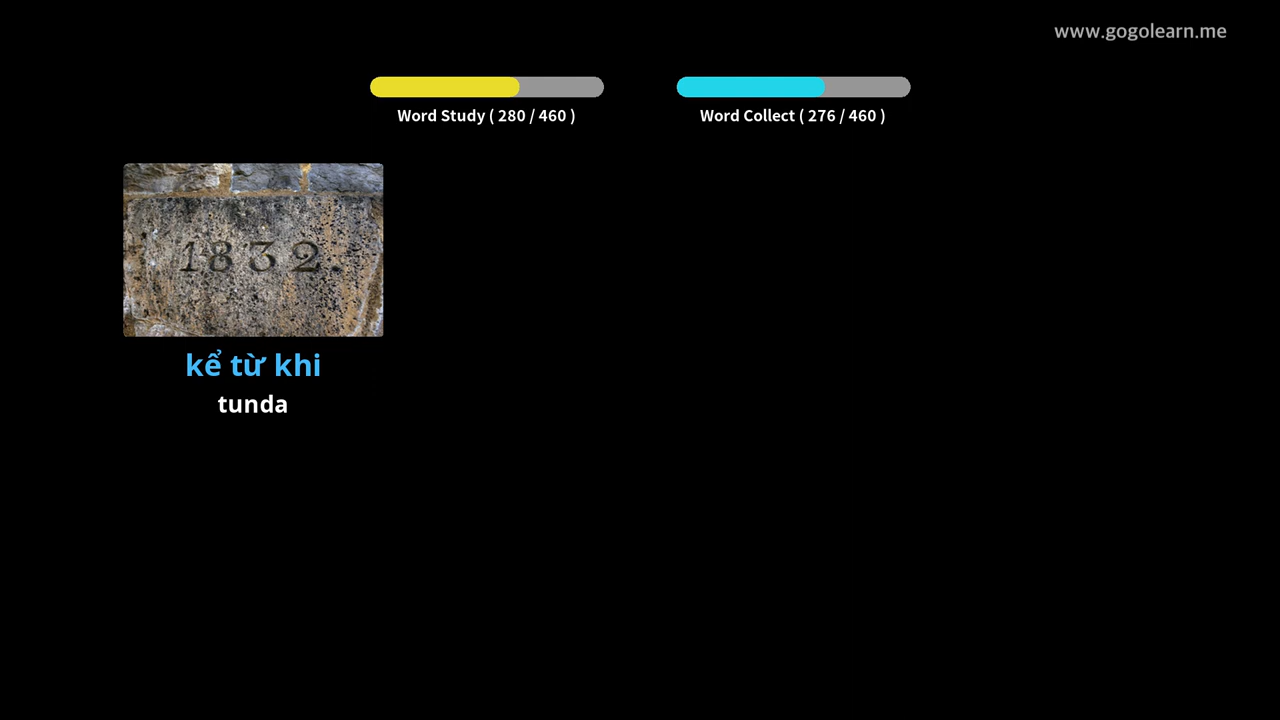 www.gogolearn.me
Word Study ( 280 / 460 )
Word Collect ( 276 / 460 )
1832.
kể từ khi
tunda